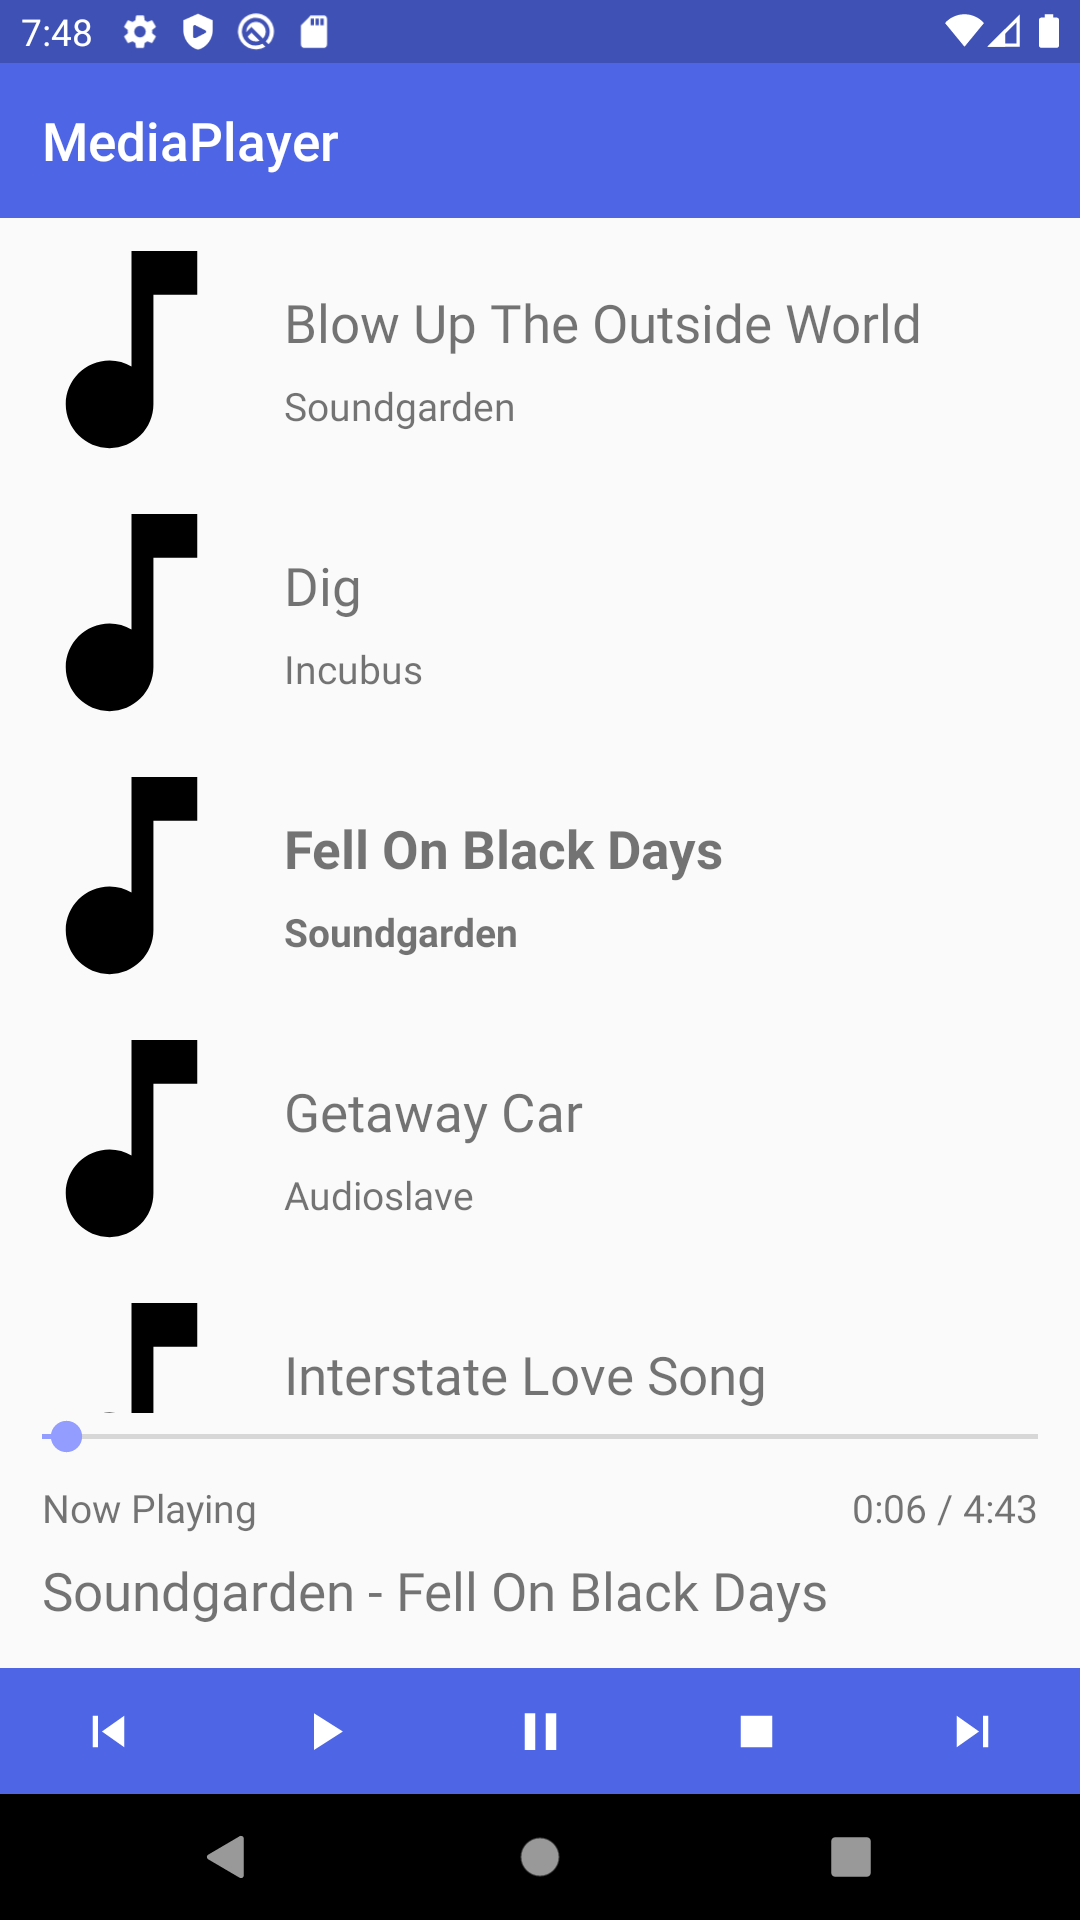 7:48
MediaPlayer
Blow Up The Outside World
Soundgarden
Dig
Incubus
Fell On Black Days
Soundgarden
Getaway Car
Audioslave
Interstate Love Song
Now Playing 0:06 / 4:43
Soundgarden - Fell On Black Days